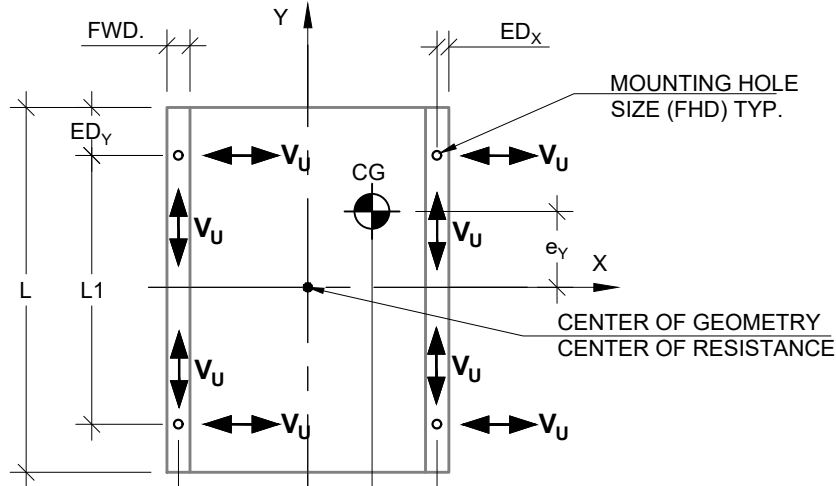 Y
FWD.
EDX
MOUNTING HOLE
SIZE (FHD) TYP.
EDY
VU
VU
CG
VU
VU
eY
X
L
L1
CENTER OF GEOMETRY
CENTER OF RESISTANCE
VU
VU
VU
VU